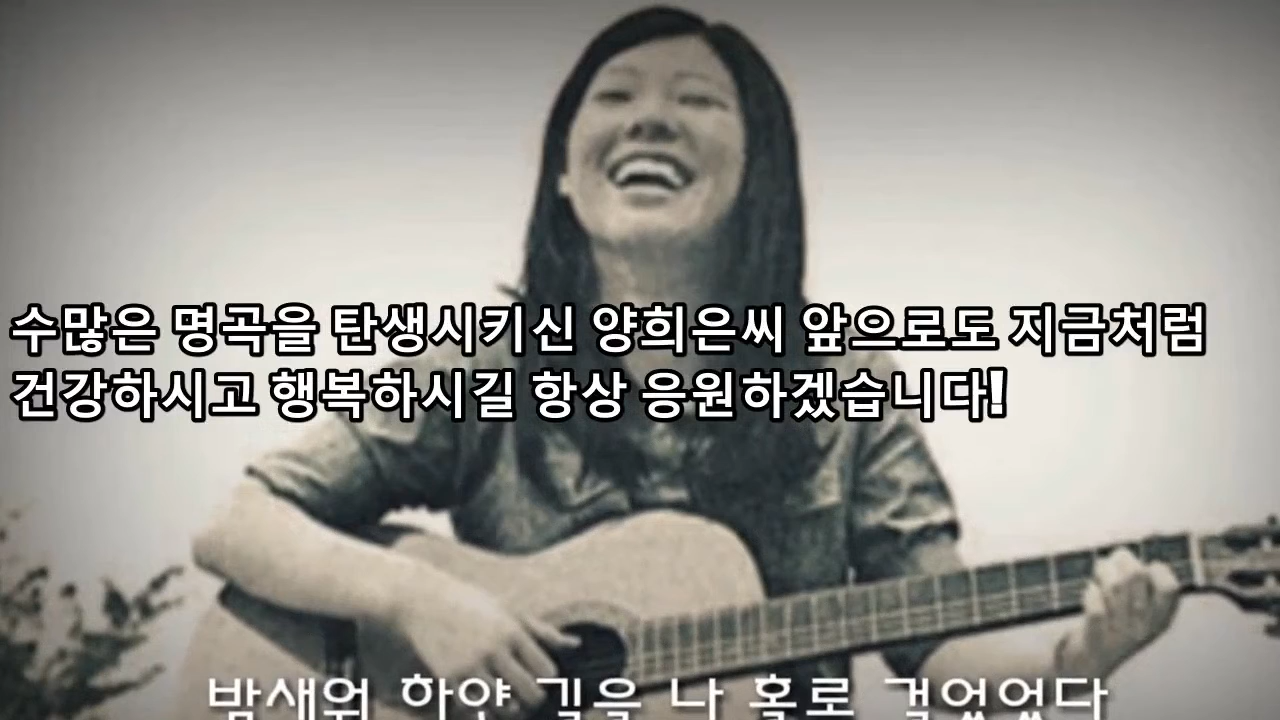 수많은 명곡을 탄생시키신 양희은씨 앞으로도 지금처럼
건강하시고 행복하시길 항상 응원하겠습니다!
밤새워 하얀 길을 나 홀로 걸었었다